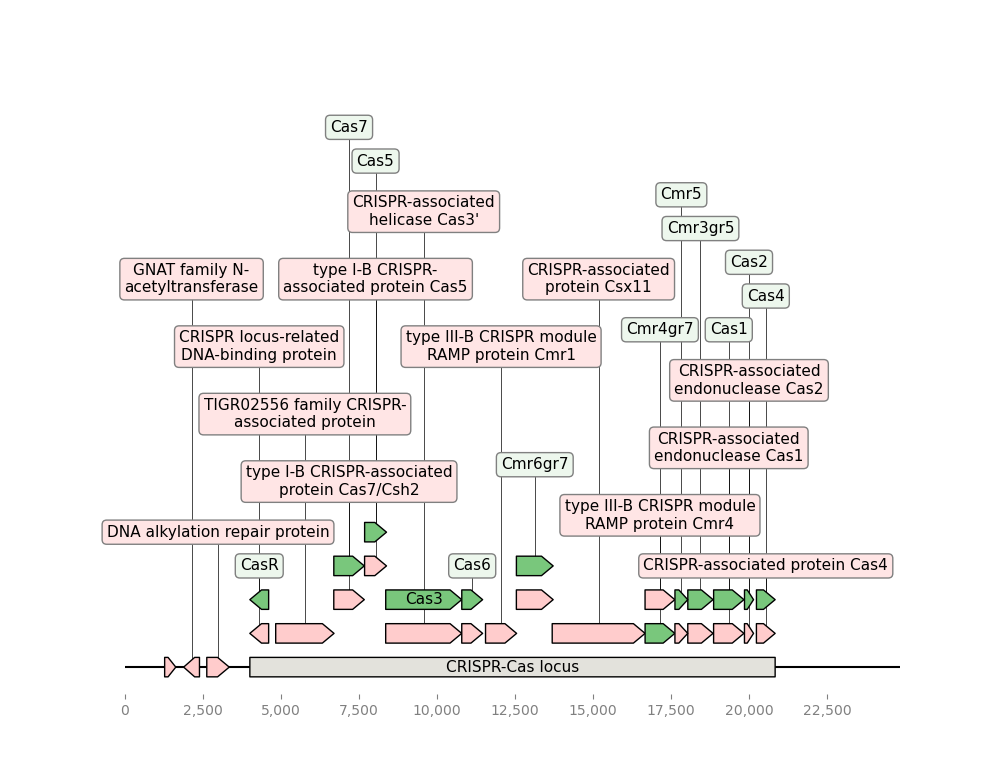 Cas7
Cas5
CRISPR-associated
helicase Cas3'
Cmr5
Cmr3gr5
GNAT family N-
acetyltransferase
type I-B CRISPR-
associated protein Cas5
CRISPR-associated
protein Csx11
Cas2
Cas4
CRISPR locus-related
DNA-binding protein
type III-B CRISPR module
RAMP protein Cmr1
Cmr4gr7
Cas1
CRISPR-associated
endonuclease Cas2
TIGR02556 family CRISPR-
associated protein
CRISPR-associated
endonuclease Cas1
type I-B CRISPR-associated
protein Cas7/Csh2
Cmr6gr7
type III-B CRISPR module
RAMP protein Cmr4
DNA alkylation repair protein
CasR
Cas6
CRISPR-associated protein Cas4
Cas3
CRISPR-Cas locus
0
2,500
5,000
7,500
10,000
12,500
15,000
17,500
20,000
22,500